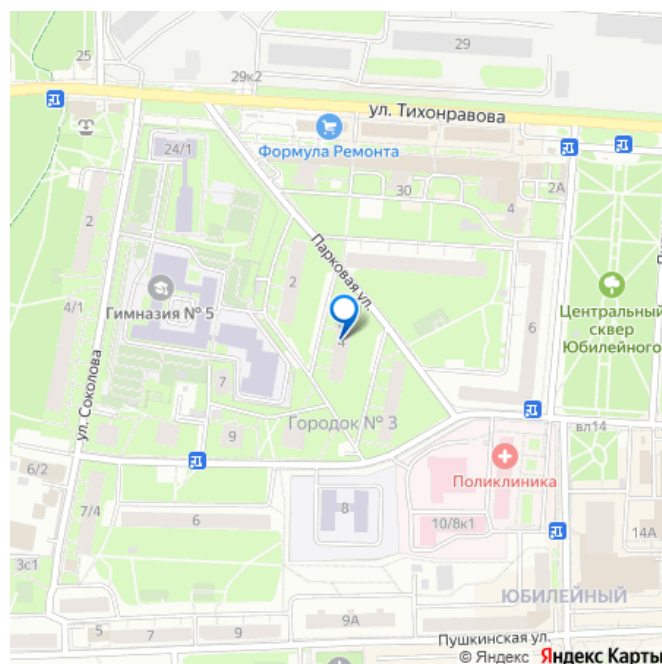 29
25
29к2
ул. Тихонравова
Формула Ремонта
24/1
30
2А
4
2
2
Парковая ул.
Гимназия № 5
4/1
Центральный
сквер
Юбилейного
6
4
ул. Соколова
7
9
Городок № 3
вл14
6/2
Поликлиника
7/4
6
8
10/8к1
14А
3с1
ЮБИЛЕЙНЫЙ
5
7
9
9А
Пушкинская ул.
© Яндекс Яндекс Карты